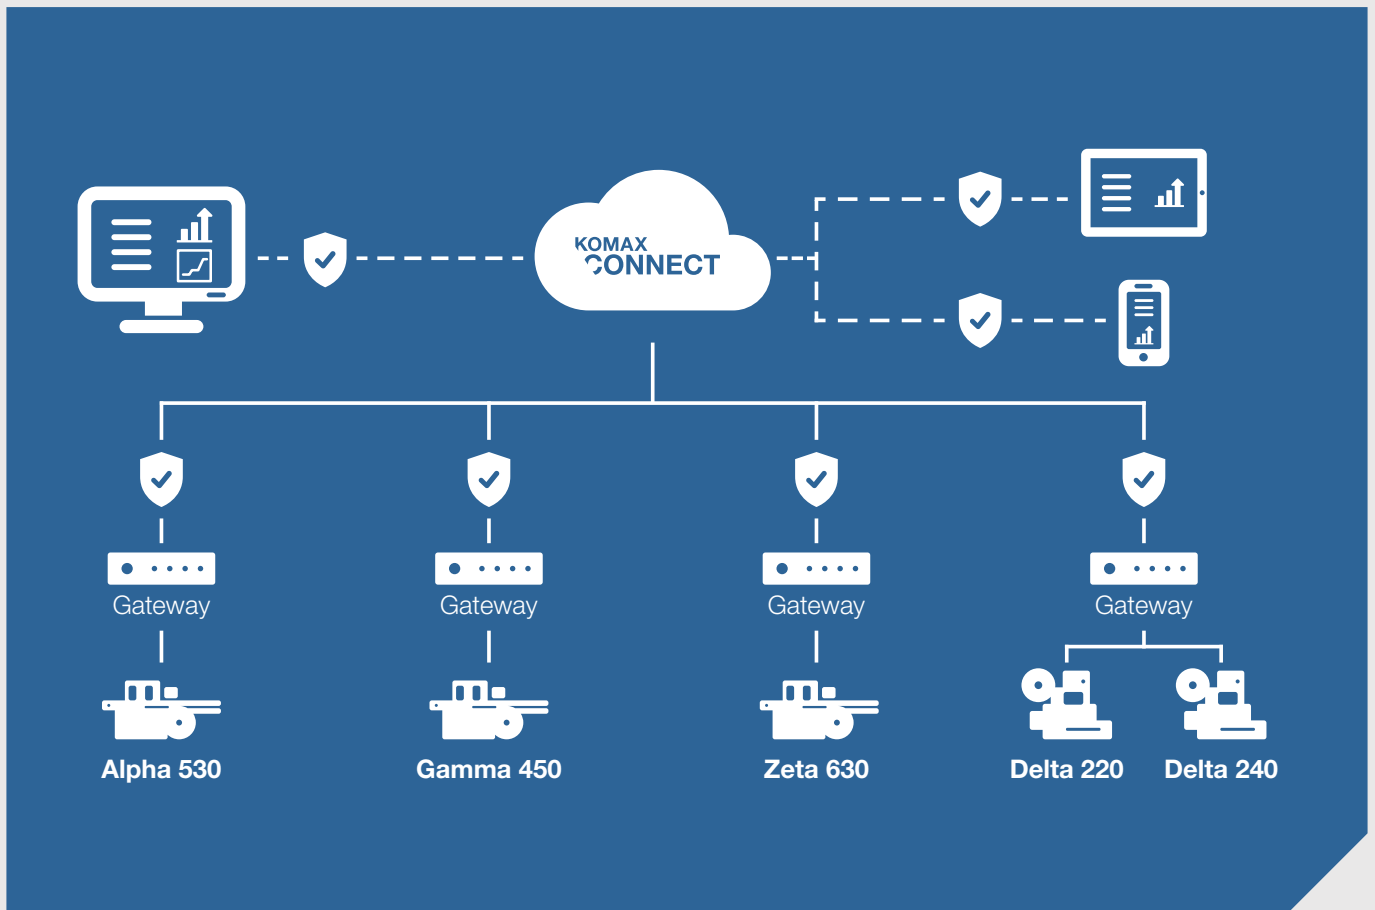 KOMAX
CONNECT
Gateway
Gateway
Gateway
Gateway
Alpha 530
Gamma 450
Zeta 630
Delta 220
Delta 240